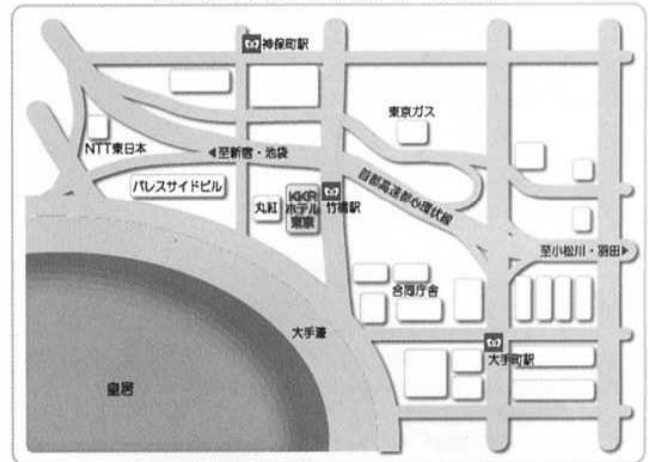 神保町駅
東京ガス
NTT東日本
◀至新宿・池袋
首都高速都心環状線
パレスサイドビル
丸紅
KKR
ホテル
東京
竹橋駅
至小松川・羽田▶
合同庁舎
大手濠
大手町駅
皇居